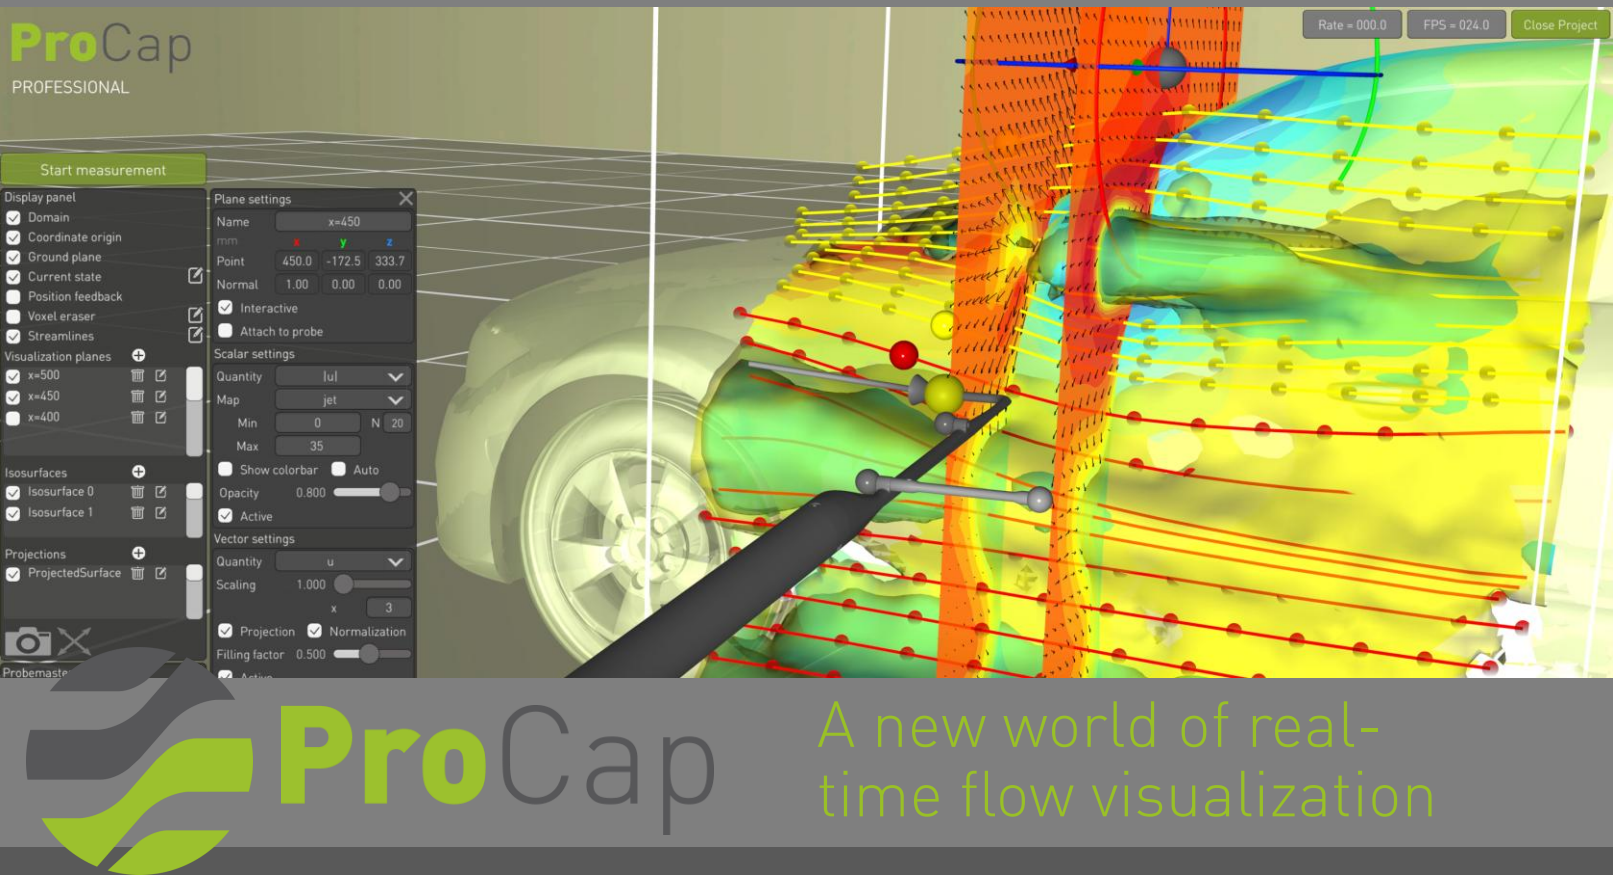 ProCap
PROFESSIONAL
Rate = 000.0
FPS = 024.0
Close Project
Start measurement
Display panel
Domain
Coordinate origin
Ground plane
Current state
Position feedback
Voxel eraser
Streamlines
Visualization planes
x=500
x=450
x=400
Isosurfaces
Isosurface 0
Isosurface 1
Projections
ProjectedSurface
Probemaste
Plane settings
Name x=450
mm x y z
Point 450.0 -172.5 333.7
Normal 1.00 0.00 0.00
Interactive
Attach to probe
Scalar settings
Quantity |u|
Map jet
Min 0 N 20
Max 35
Show colorbar Auto
Opacity 0.800
Active
Vector settings
Quantity u
Scaling 1.000
x 3
Projection Normalization
Filling factor 0.500
Active
ProCap
A new world of real-
time flow visualization